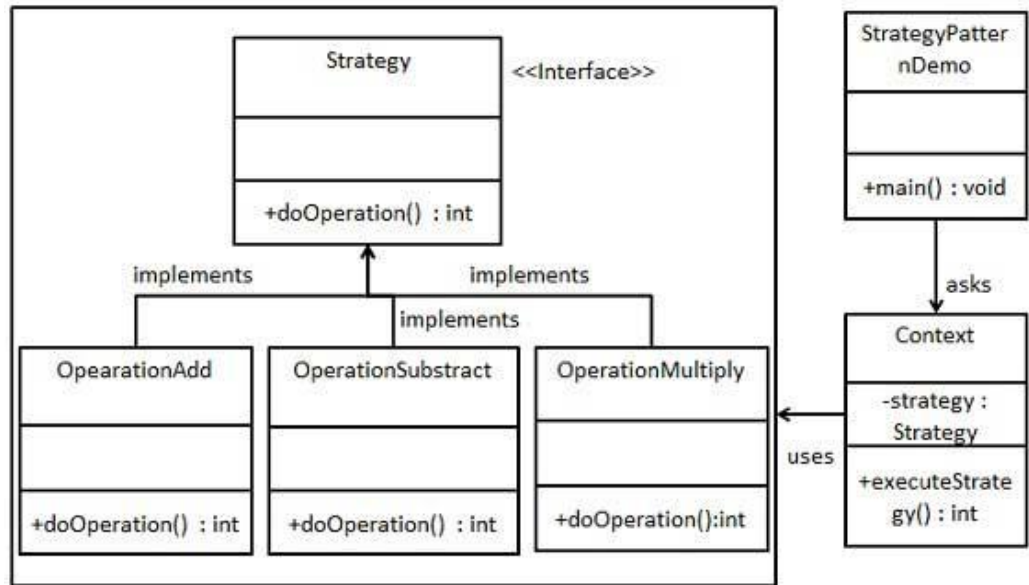 Strategy
<<Interface>>
+doOperation() : int
implements
implements
implements
OpearationAdd
+doOperation() : int
OperationSubstract
+doOperation() : int
OperationMultiply
+doOperation():int
StrategyPatter
nDemo
+main() : void
asks
Context
-strategy :
Strategy
+executeStrate
gy() : int
uses